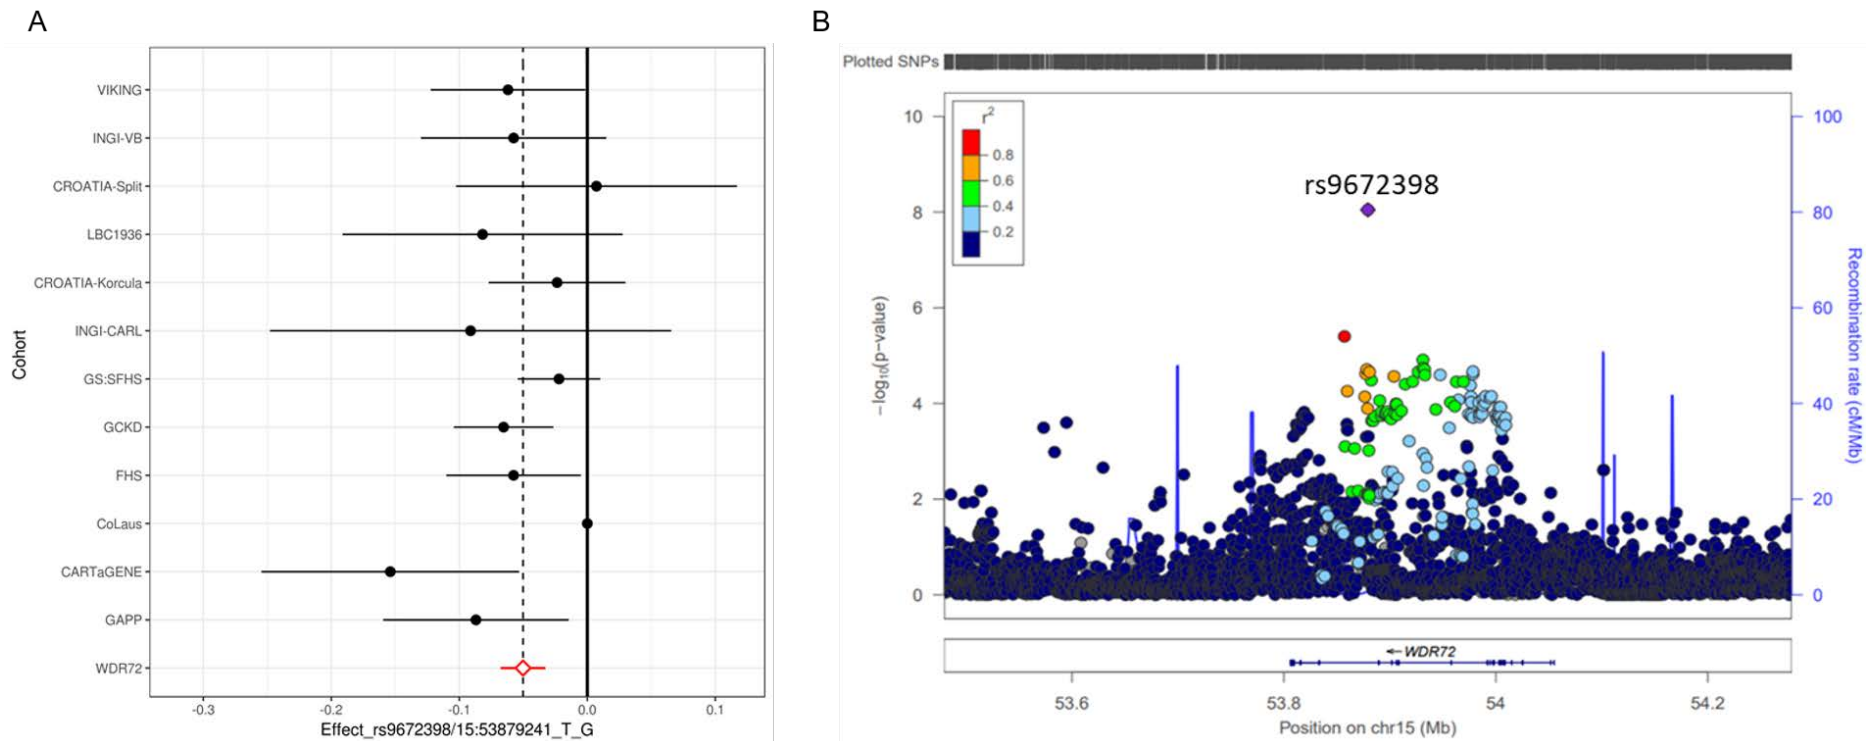 A
VIKING
INGI-VB
CROATIA-Split
LBC1936
CROATIA-Korcula
INGI-CARL
GS:SFHS
GCKD
FHS
CoLaus
CARTaGENE
GAPP
WDR72
Cohort
-0.3 -0.2 -0.1 0.0 0.1
Effect_rs9672398/15:53879241_T_G
B
Plotted SNPs
r2
0.8
0.6
0.4
0.2
rs9672398
10
8
6
4
2
0
−log10(p−value)
100
80
60
40
20
0
Recombination rate (cM/Mb)
WDR72
53.6 53.8 54 54.2
Position on chr15 (Mb)